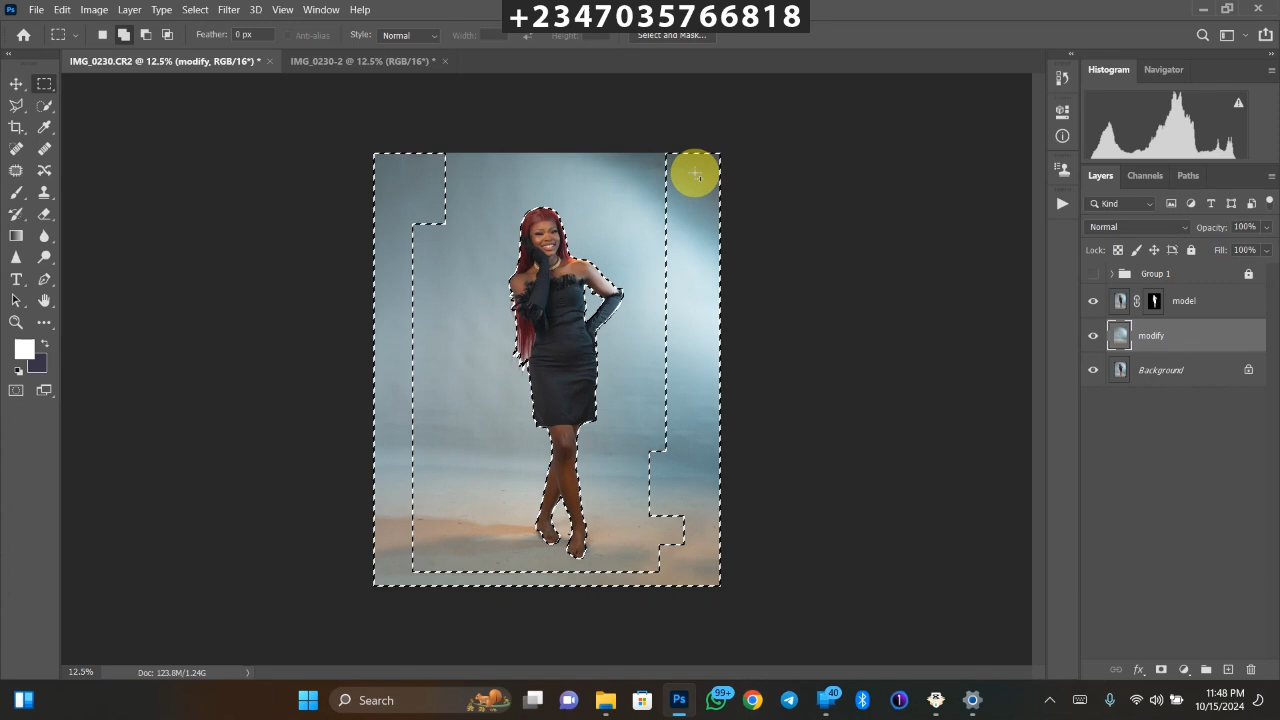 +2347035766818
File Edit Image Layer Type Select Filter 3D View Window Help
Feather: 0 px Anti-alias Style: Normal Width: Height: Select and Mask...
IMG_0230.CR2 @ 12.5% (modify, RGB/16*) * × IMG_0230-2 @ 12.5% (RGB/16*) * ×
Histogram Navigator
Layers Channels Paths
Kind
Normal Opacity: 100%
Lock: Fill: 100%
Group 1
model
modify
Background
12.5% Doc: 123.8M/1.24G
Search
99+
40
11:48 PM
10/15/2024